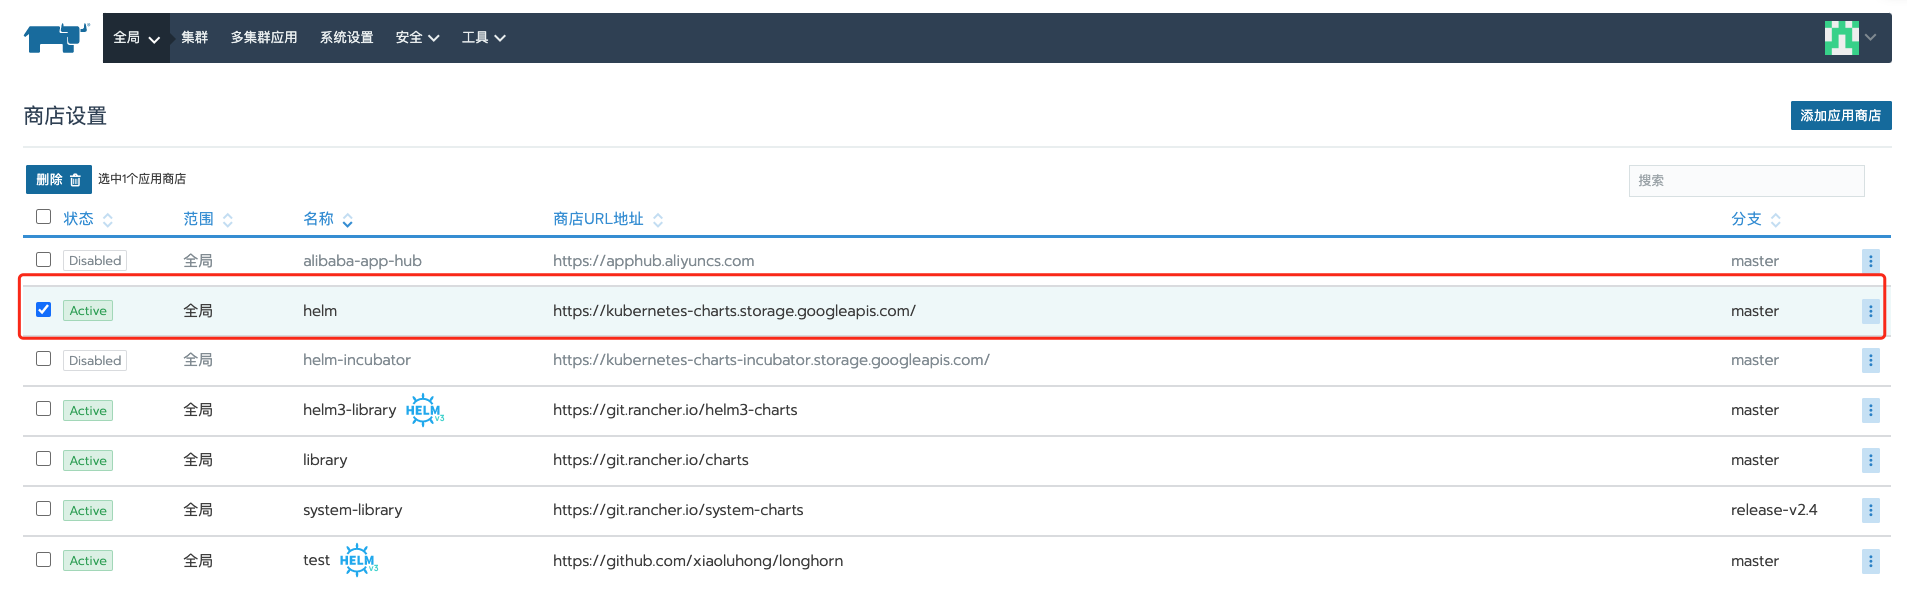 全局 集群 多集群应用 系统设置 安全 工具
商店设置 添加应用商店
删除 选中1个应用商店 搜索
状态 范围 名称 商店URL地址 分支
Disabled 全局 alibaba-app-hub https://apphub.aliyuncs.com master
Active 全局 helm https://kubernetes-charts.storage.googleapis.com/ master
Disabled 全局 helm-incubator https://kubernetes-charts-incubator.storage.googleapis.com/ master
Active 全局 helm3-library HELM v3 https://git.rancher.io/helm3-charts master
Active 全局 library https://git.rancher.io/charts master
Active 全局 system-library https://git.rancher.io/system-charts release-v2.4
Active 全局 test HELM v3 https://github.com/xiaoluhong/longhorn master